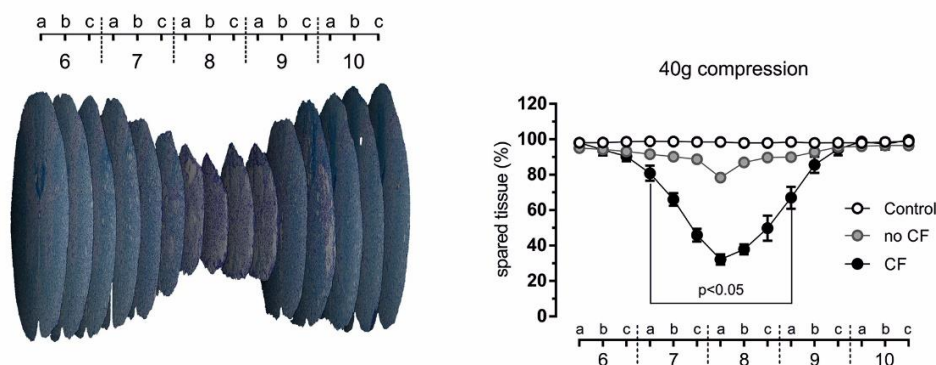 a b c a b c a b c a b c a b c
6 7 8 9 10
40g compression
spared tissue (%)
120
100
80
60
40
20
0
p<0.05
Control
no CF
CF
a b c a b c a b c a b c a b c
6 7 8 9 10